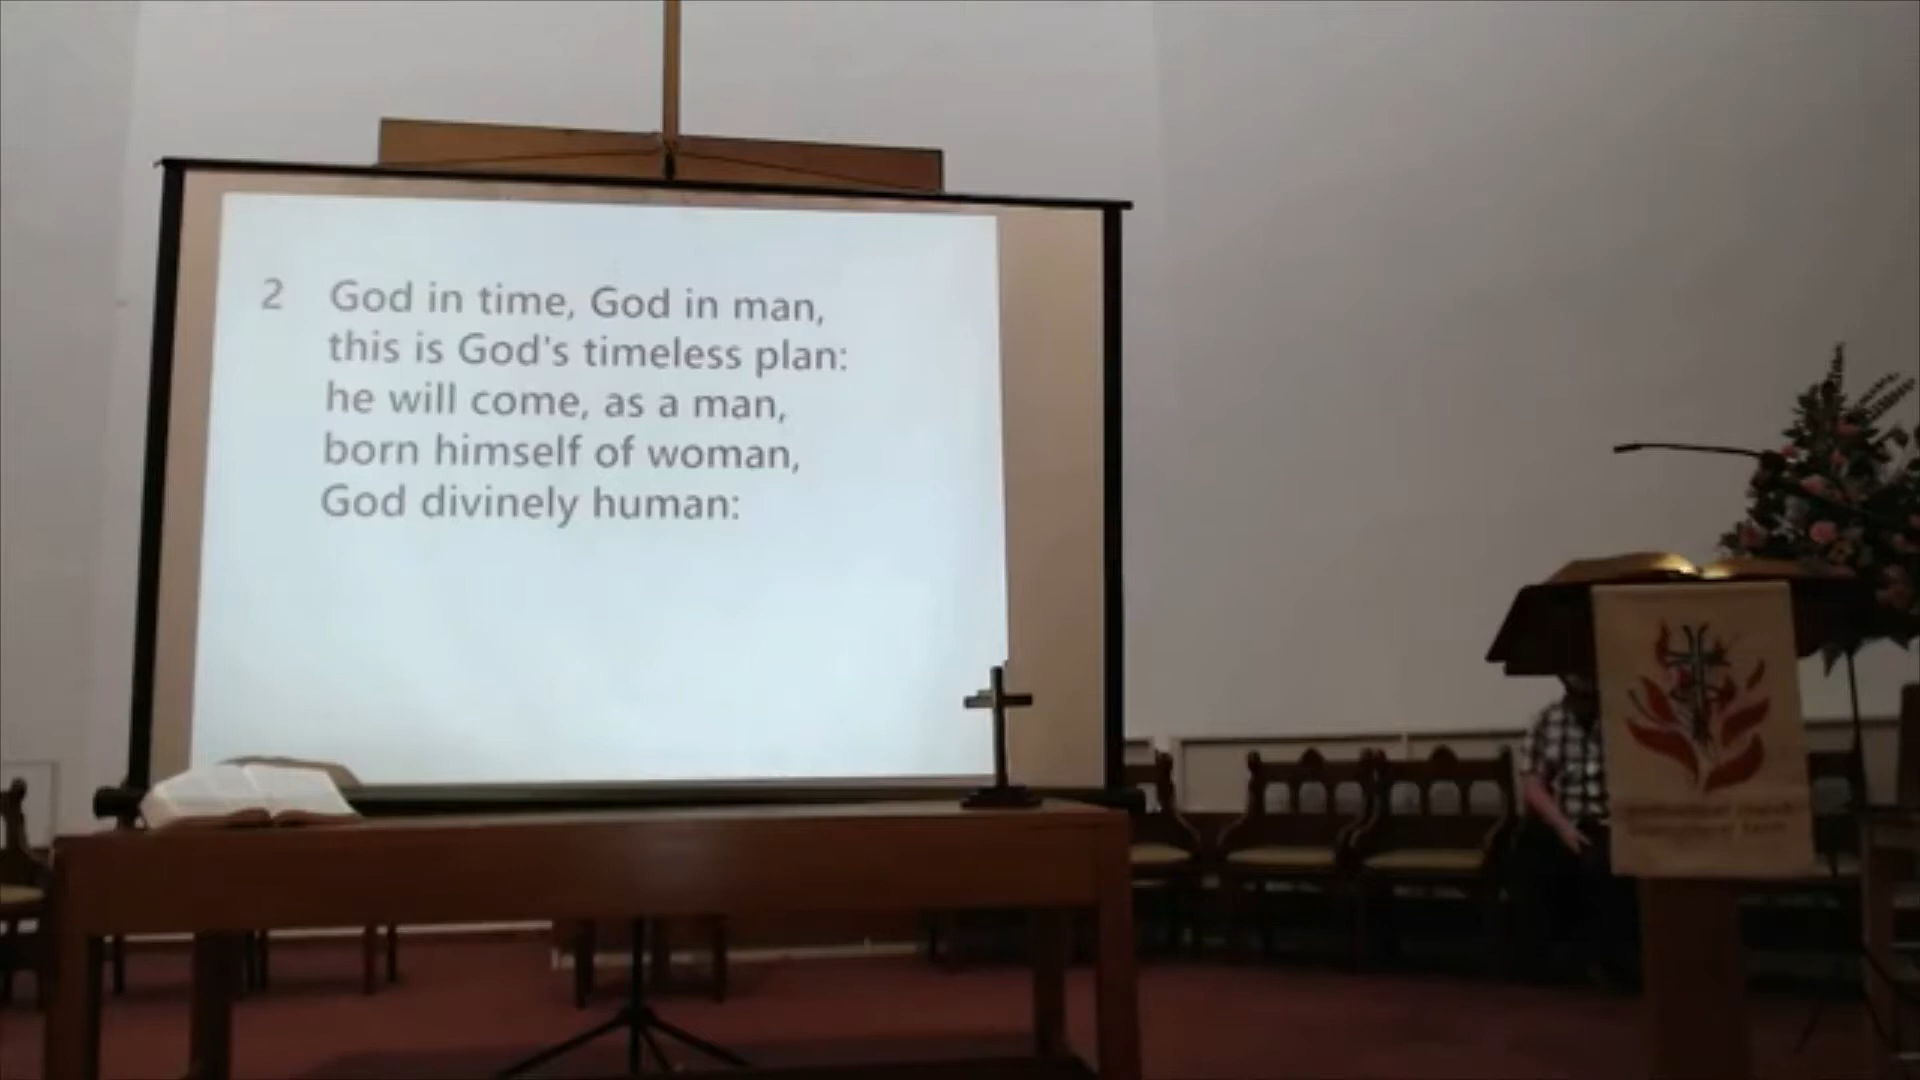 2 God in time, God in man,
this is God's timeless plan:
he will come, as a man,
born himself of woman,
God divinely human: